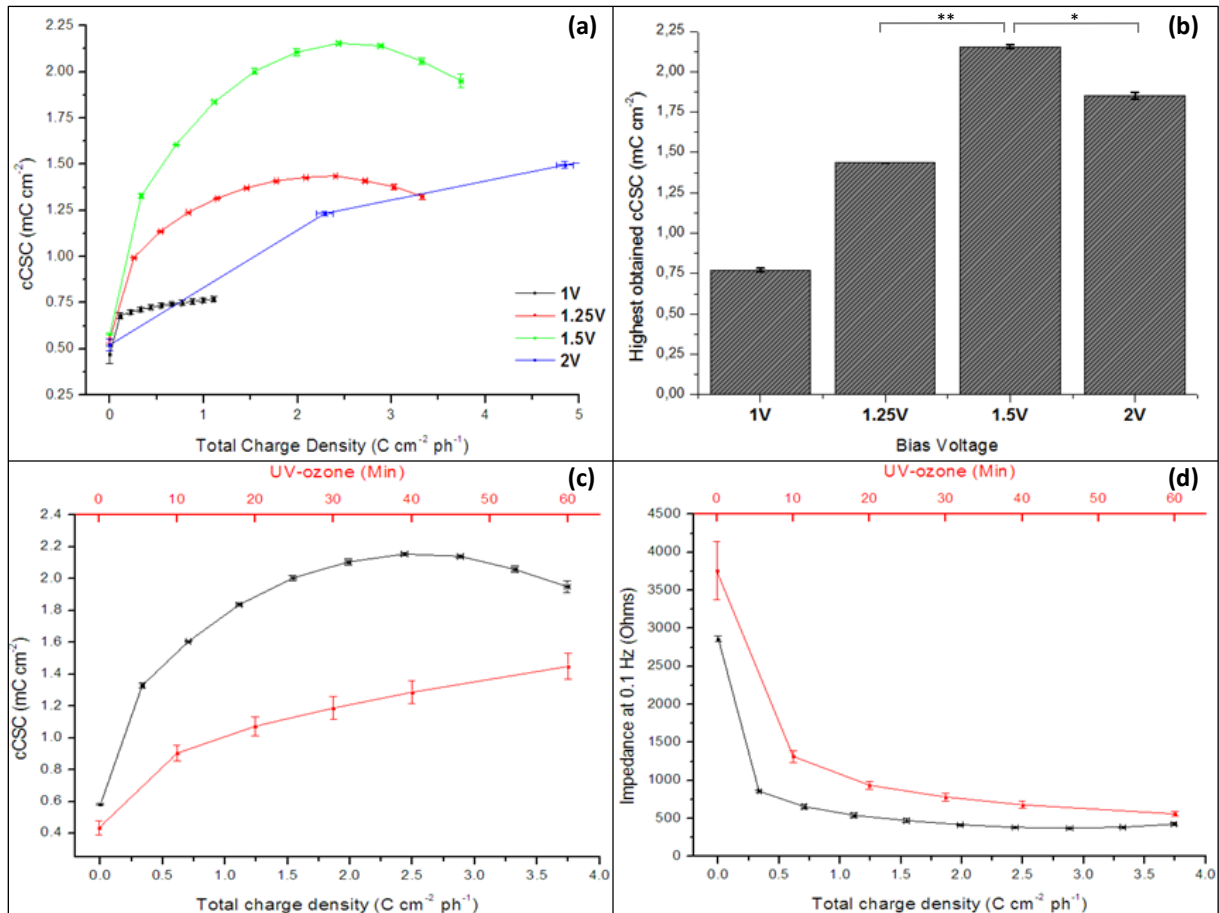 (a)
2.25
2.00
1.75
1.50
1.25
1.00
0.75
0.50
0.25
cCSC (mC cm⁻²)
0 1 2 3 4 5
Total Charge Density (C cm⁻² ph⁻¹)
1V
1.25V
1.5V
2V
(b)
** *
2,25
2,00
1,75
1,50
1,25
1,00
0,75
0,50
0,25
0,00
Highest obtained cCSC (mC cm⁻²)
1V 1.25V 1.5V 2V
Bias Voltage
(c)
UV-ozone (Min)
0 10 20 30 40 50 60
2.4
2.2
2.0
1.8
1.6
1.4
1.2
1.0
0.8
0.6
0.4
cCSC (mC cm⁻²)
0.0 0.5 1.0 1.5 2.0 2.5 3.0 3.5 4.0
Total charge density (C cm⁻² ph⁻¹)
(d)
UV-ozone (Min)
0 10 20 30 40 50 60
4500
4000
3500
3000
2500
2000
1500
1000
500
0
Impedance at 0.1 Hz (Ohms)
0.0 0.5 1.0 1.5 2.0 2.5 3.0 3.5 4.0
Total charge density (C cm⁻² ph⁻¹)